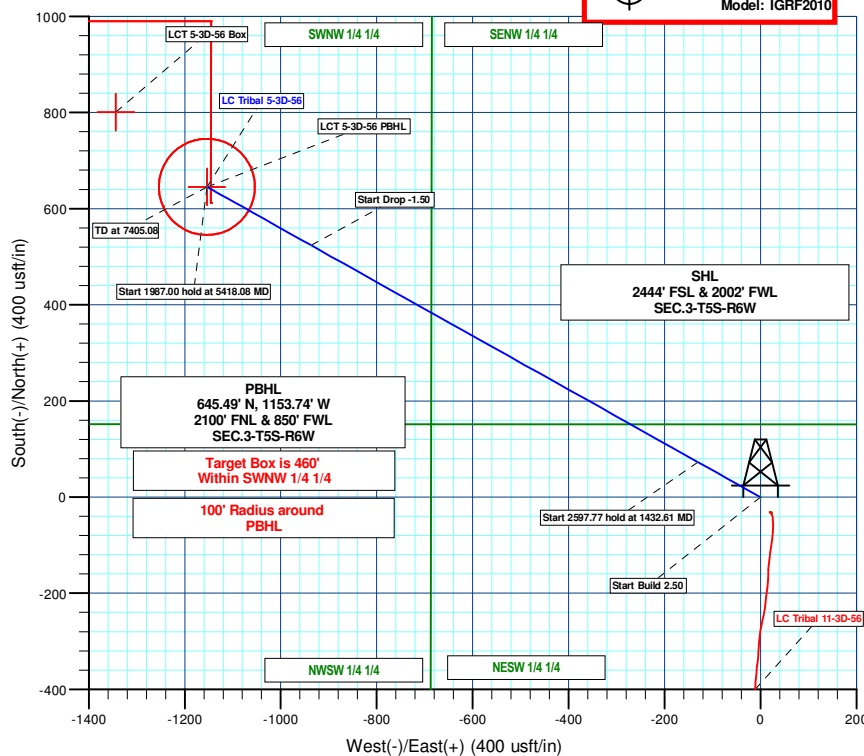 Model: IGRF2010
LCT 5-3D-56 Box
SWNW 1/4 1/4
SENW 1/4 1/4
LC Tribal 5-3D-56
LCT 5-3D-56 PBHL
Start Drop -1.50
TD at 7405.08
Start 1987.00 hold at 5418.08 MD
SHL
2444' FSL & 2002' FWL
SEC.3-T5S-R6W
PBHL
645.49' N, 1153.74' W
2100' FNL & 850' FWL
SEC.3-T5S-R6W
Target Box is 460'
Within SWNW 1/4 1/4
100' Radius around
PBHL
Start 2597.77 hold at 1432.61 MD
Start Build 2.50
LC Tribal 11-3D-56
NWSW 1/4 1/4
NESW 1/4 1/4
South(-)/North(+) (400 usft/in)
1000
800
600
400
200
0
-200
-400
-1400 -1200 -1000 -800 -600 -400 -200 0 200
West(-)/East(+) (400 usft/in)